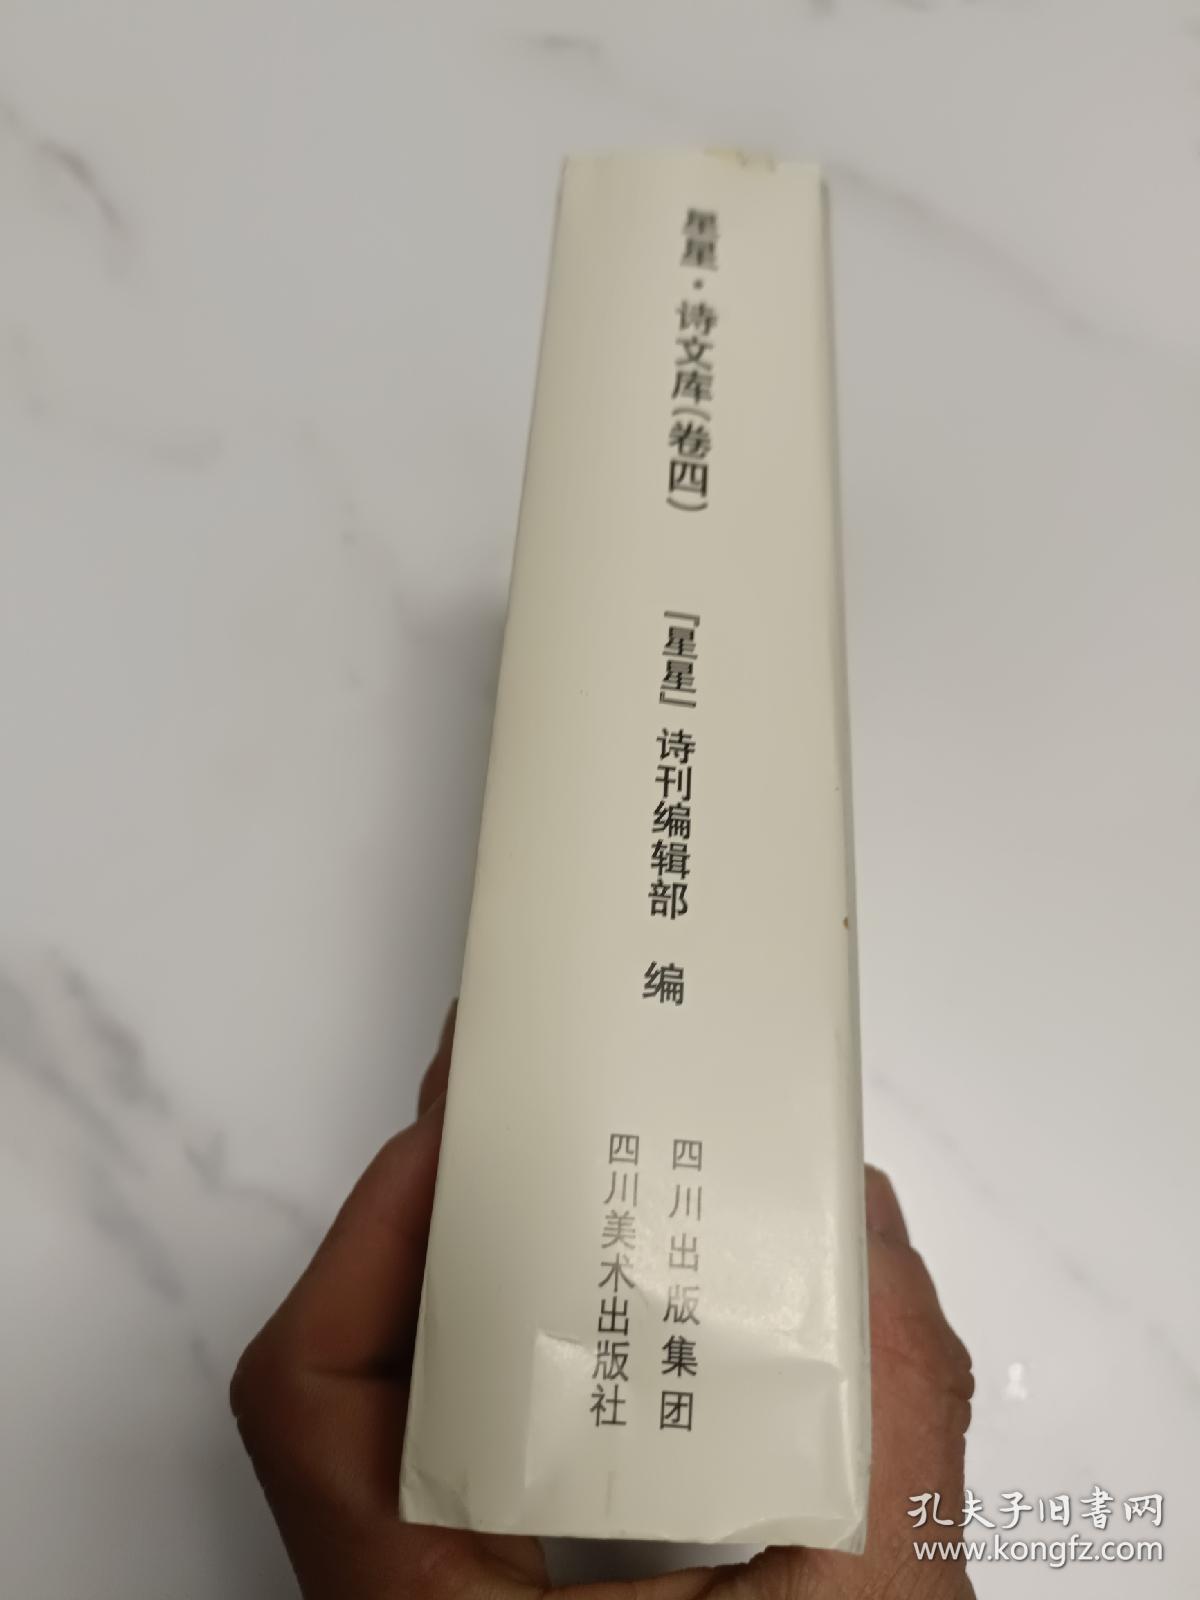 星星·诗文库(卷四)
『星星』诗刊编辑部 编
四川出版集团
四川美术出版社
孔夫子旧书网
www.kongfz.com